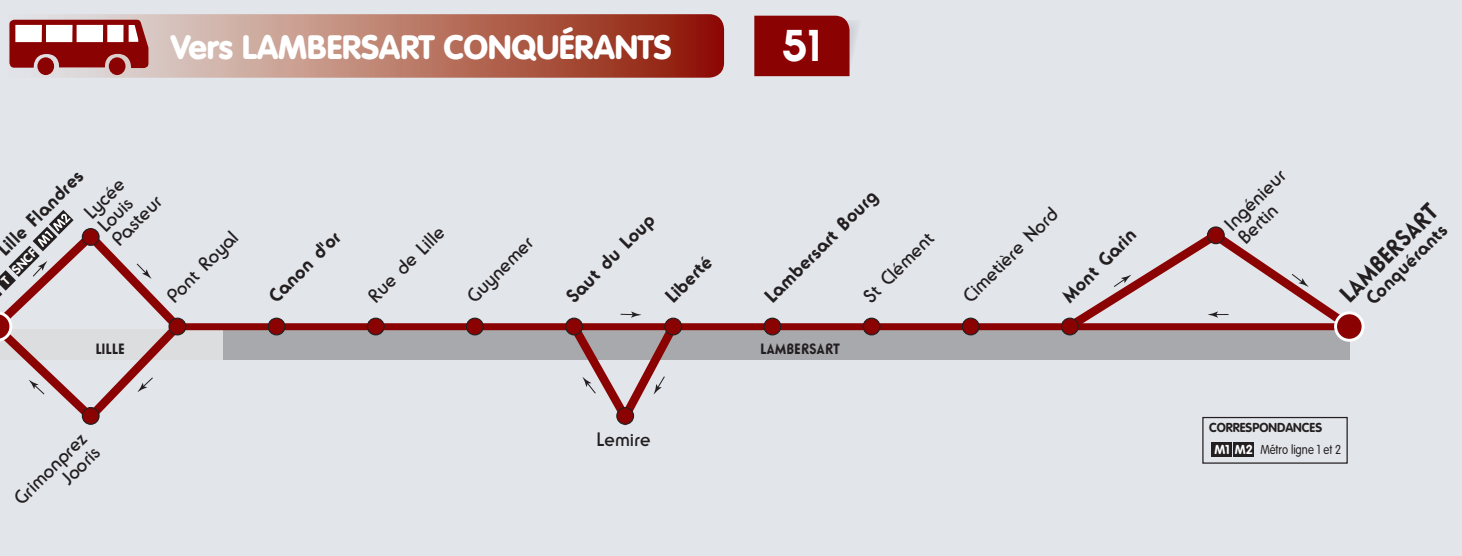 Vers LAMBERSART CONQUÉRANTS
51
Lille Flandres
T SNCF M1 M2
Lycée
Louis
Pasteur
Pont Royal
Canon d'or
Rue de Lille
Guynemer
Saut du Loup
Liberté
Lambersart Bourg
St Clément
Cimetière Nord
Mont Garin
Ingénieur
Bertin
LAMBERSART
Conquérants
LILLE
LAMBERSART
Grimonprez
Jooris
Lemire
CORRESPONDANCES
M1 M2 Métro ligne 1 et 2